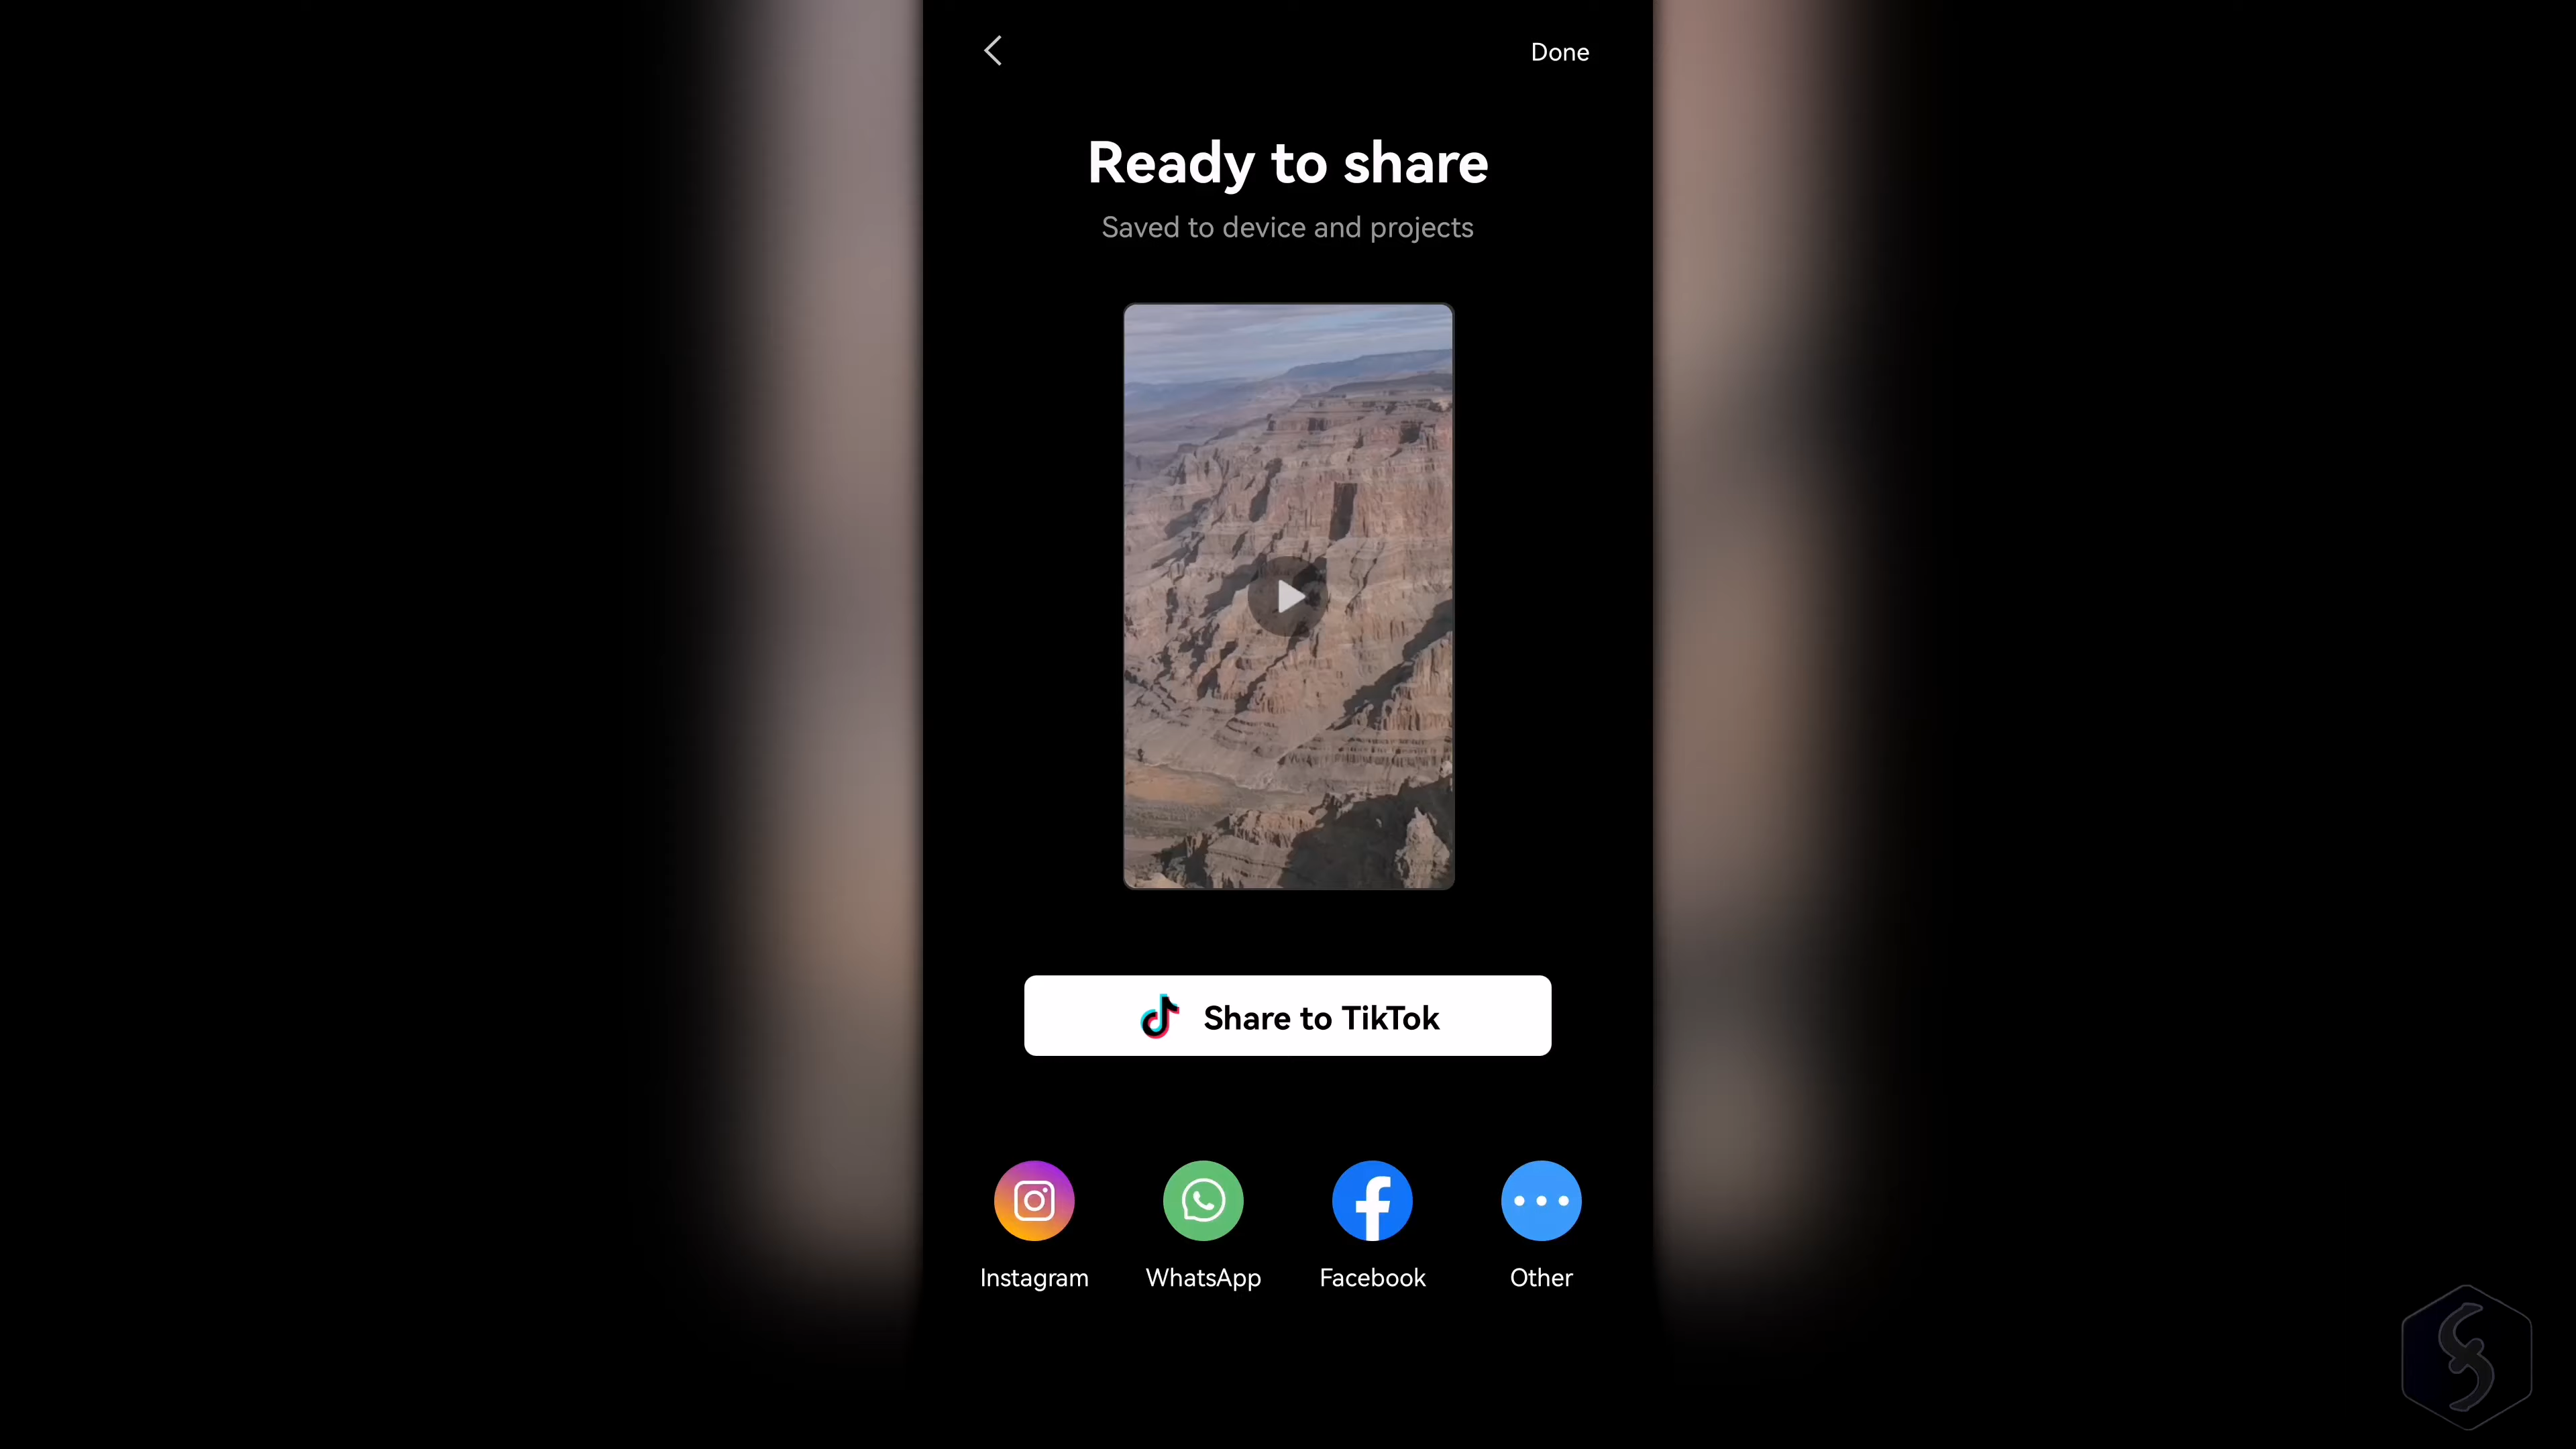 Done
Ready to share
Saved to device and projects
Share to TikTok
Instagram
WhatsApp
Facebook
Other